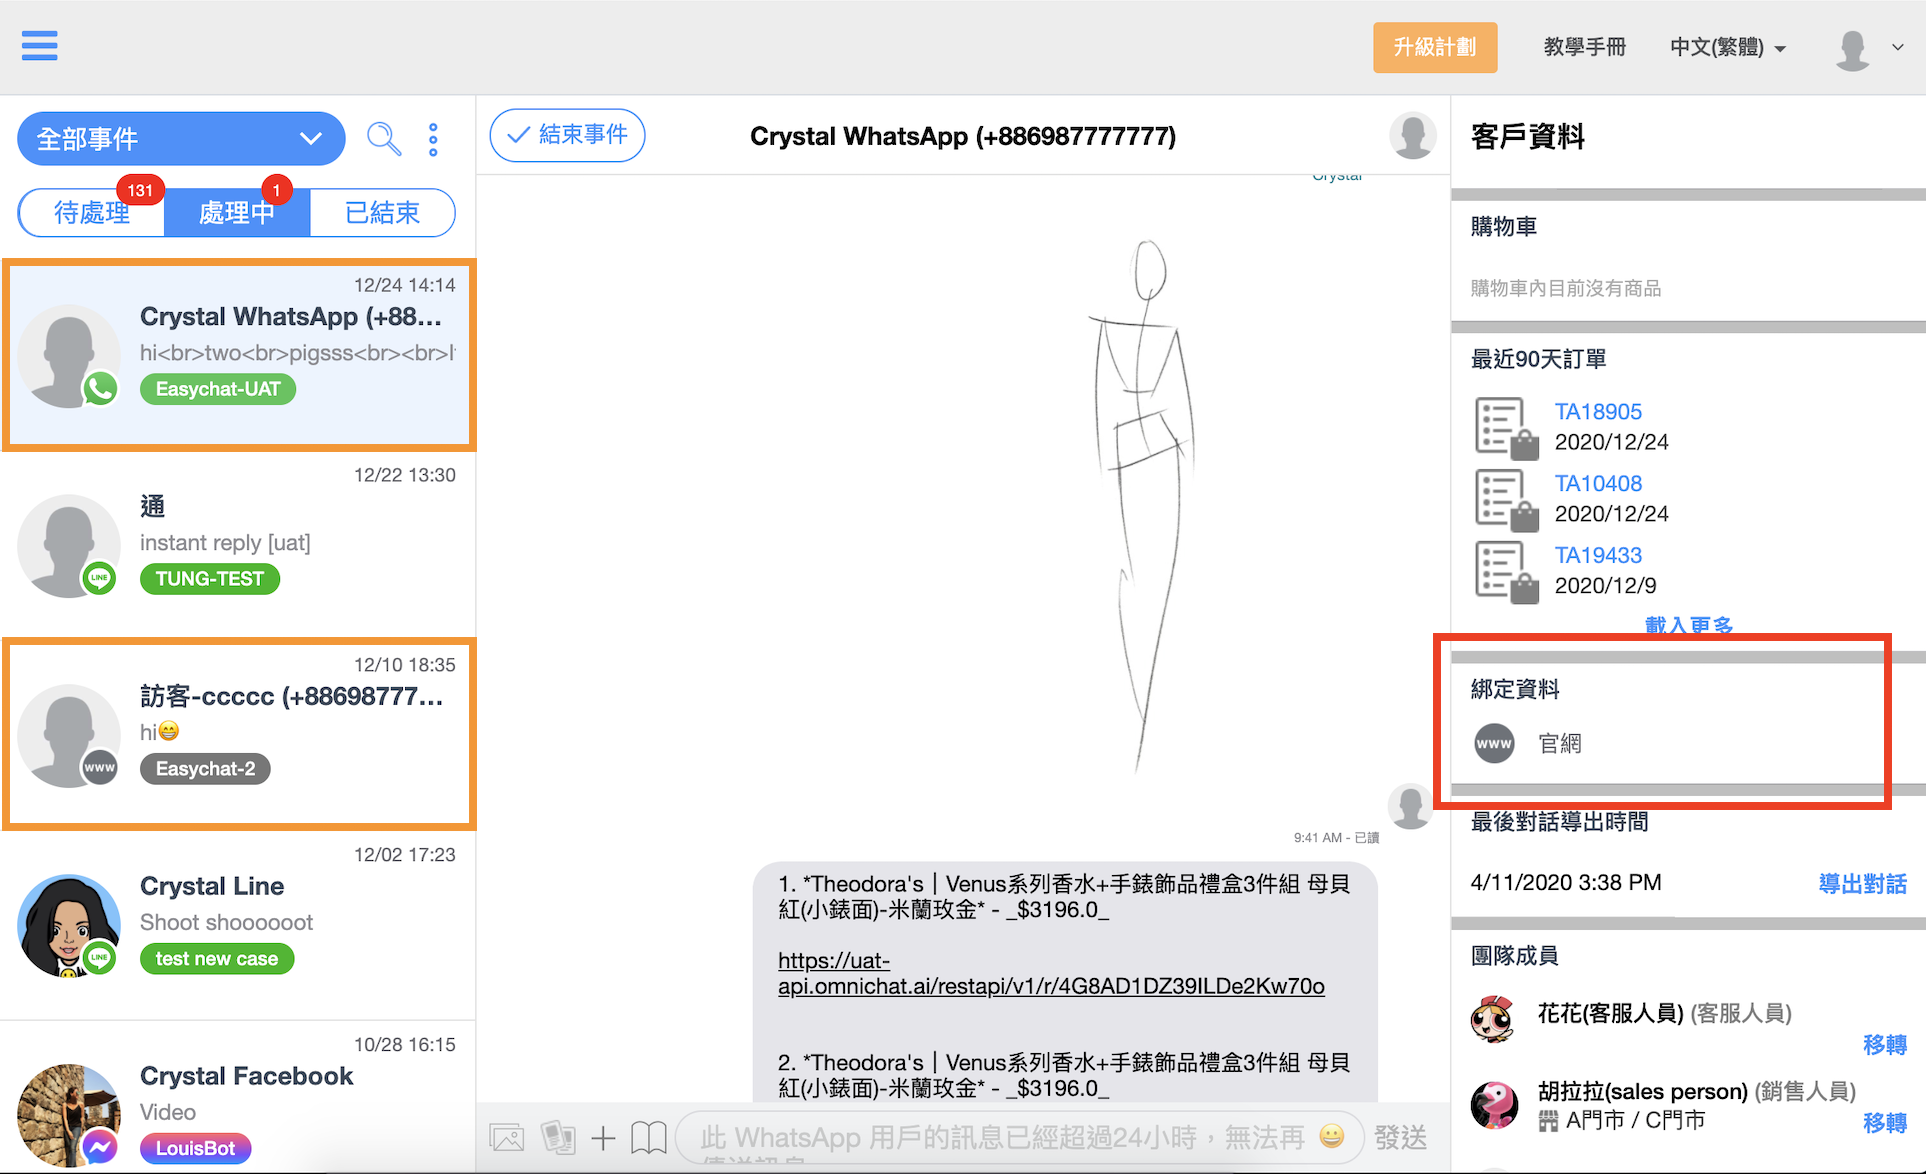 升級計劃
教學手冊
中文(繁體)
全部事件
131
1
待處理
處理中
已結束
12/24 14:14
Crystal WhatsApp (+88...
hi<br>two<br>pigsss<br><br>l
Easychat-UAT
12/22 13:30
通
instant reply [uat]
LINE
TUNG-TEST
12/10 18:35
訪客-ccccc (+88698777...
hi😁
www
Easychat-2
12/02 17:23
Crystal Line
Shoot shoooooot
LINE
test new case
10/28 16:15
Crystal Facebook
Video
LouisBot
結束事件
Crystal WhatsApp (+886987777777)
Crystal
9:41 AM - 已讀
1. *Theodora's｜Venus系列香水+手錶飾品禮盒3件組 母貝
紅(小錶面)-米蘭玫金* - _$3196.0_
https://uat-
api.omnichat.ai/restapi/v1/r/4G8AD1DZ39ILDe2Kw70o
2. *Theodora's｜Venus系列香水+手錶飾品禮盒3件組 母貝
紅(小錶面)-米蘭玫金* - _$3196.0_
此 WhatsApp 用戶的訊息已經超過24小時，無法再
傳送訊息
發送
客戶資料
購物車
購物車內目前沒有商品
最近90天訂單
TA18905
2020/12/24
TA10408
2020/12/24
TA19433
2020/12/9
載入更多
綁定資料
www
官網
最後對話導出時間
4/11/2020 3:38 PM
導出對話
團隊成員
花花(客服人員) (客服人員)
移轉
胡拉拉(sales person) (銷售人員)
A門市 / C門市
移轉